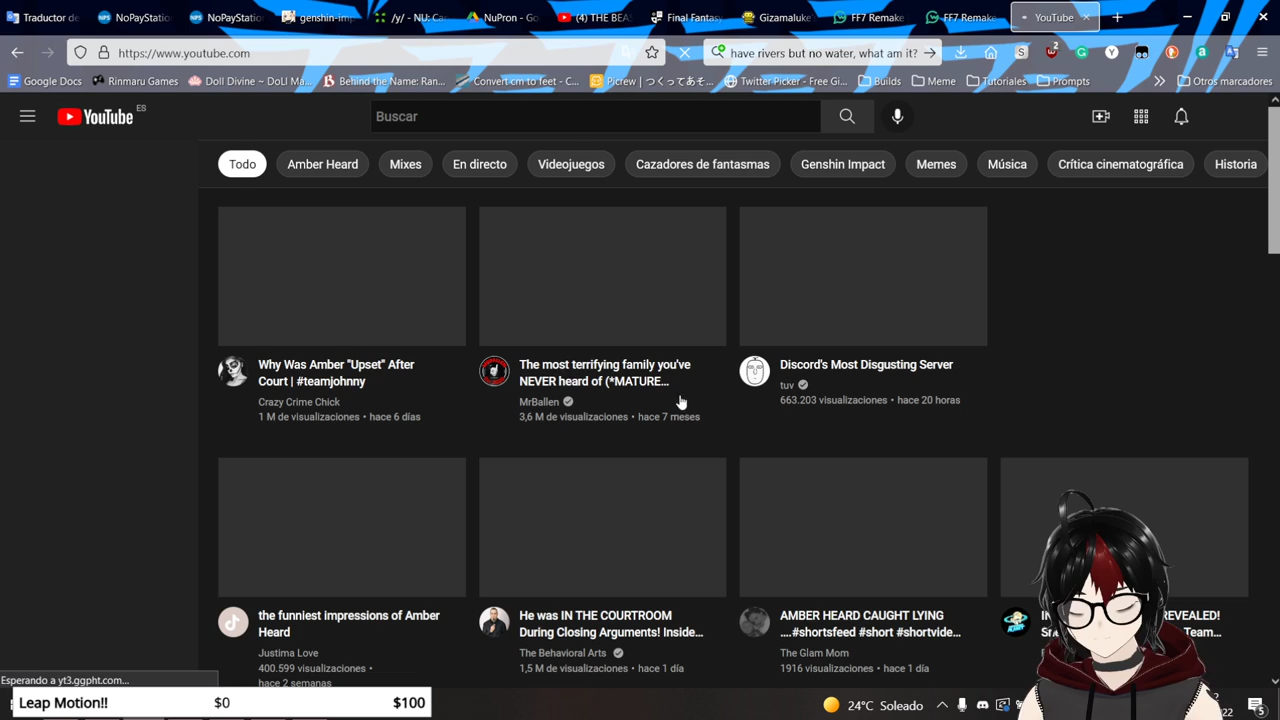 Traductor de
NoPayStatio
NoPayStatio
genshin-imp
/y/ - NU: Ca
NuPron - Go
(4) THE BEA
Final Fantasy
Gizamaluke'
FF7 Remake
FF7 Remake
YouTube
https://www.youtube.com
have rivers but no water, what am i?
Google Docs
Rinmaru Games
Doll Divine ~ Doll Ma...
Behind the Name: Ran...
Convert cm to feet - C...
Picrew | つくってあそ...
Twitter Picker - Free Gi...
Builds
Meme
Tutoriales
Prompts
Otros marcadores
YouTube ES
Buscar
Todo
Amber Heard
Mixes
En directo
Videojuegos
Cazadores de fantasmas
Genshin Impact
Memes
Música
Crítica cinematográfica
Historia
Why Was Amber "Upset" After
Court | #teamjohnny
Crazy Crime Chick
1 M de visualizaciones • hace 6 días
The most terrifying family you've
NEVER heard of (*MATURE...
MrBallen
3,6 M de visualizaciones • hace 7 meses
Discord's Most Disgusting Server
tuv
663.203 visualizaciones • hace 20 horas
the funniest impressions of Amber
Heard
Justima Love
400.599 visualizaciones •
hace 2 semanas
He was IN THE COURTROOM
During Closing Arguments! Inside...
The Behavioral Arts
1,5 M de visualizaciones • hace 1 día
AMBER HEARD CAUGHT LYING
....#shortsfeed #short #shortvide...
The Glam Mom
1916 visualizaciones • hace 1 día
REVEALED!
Team...
Esperando a yt3.ggpht.com...
Leap Motion!! $0 $100
24°C Soleado